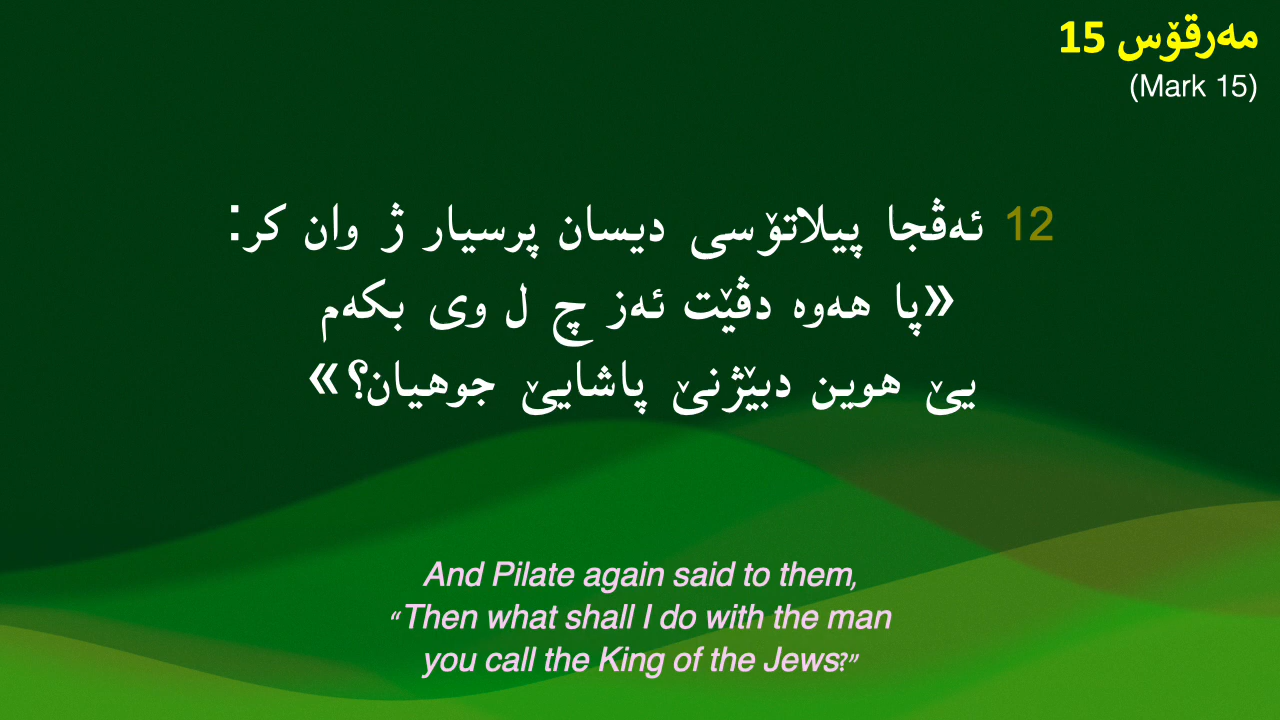 مەرقۆس 15
(Mark 15)
12 ئەڤجا پیلاتۆسی دیسان پرسیار ژ وان کر:
«پا هەوە دڤێت ئەز چ ل وی بکەم
یێ هوین دبێژنێ پاشایێ جوهیان؟»
And Pilate again said to them,
“Then what shall I do with the man
you call the King of the Jews?”